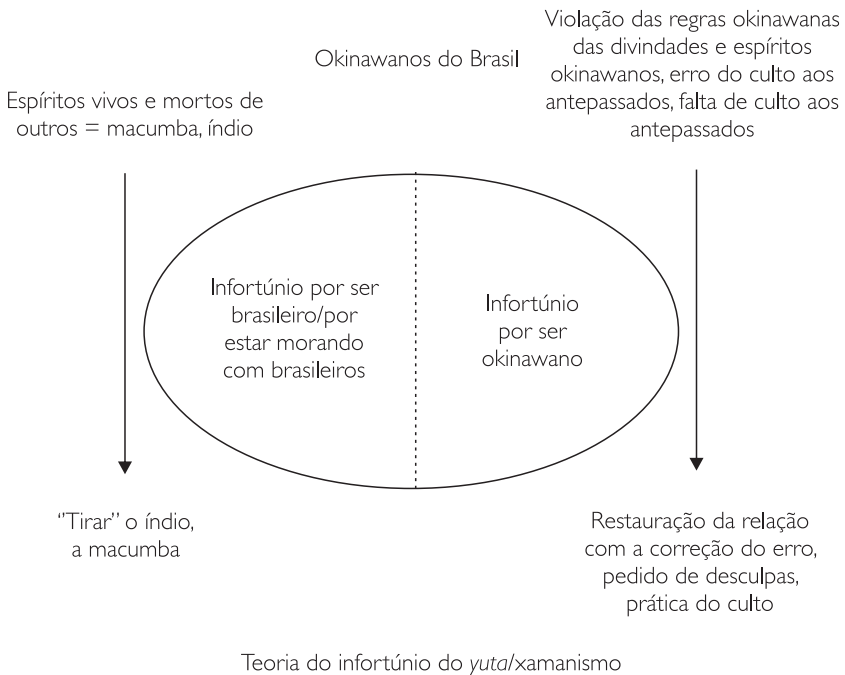 Okinawanos do Brasil
Espíritos vivos e mortos de
outros = macumba, índio
Violação das regras okinawanas
das divindades e espíritos
okinawanos, erro do culto aos
antepassados, falta de culto aos
antepassados
Infortúnio por ser
brasileiro/por
estar morando
com brasileiros
Infortúnio
por ser
okinawano
“Tirar” o índio,
a macumba
Restauração da relação
com a correção do erro,
pedido de desculpas,
prática do culto
Teoria do infortúnio do yuta/xamanismo